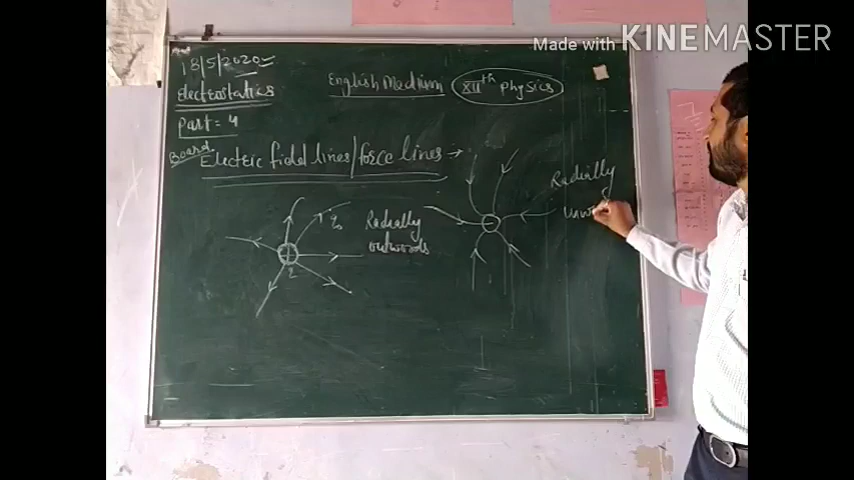 Made with KINEMASTER
18/5/2020
English Medium XIIth Physics
Electrostatics
Part = 4
Board
Electric field lines/force lines →
Radially
outwards
q₀
q
Radially